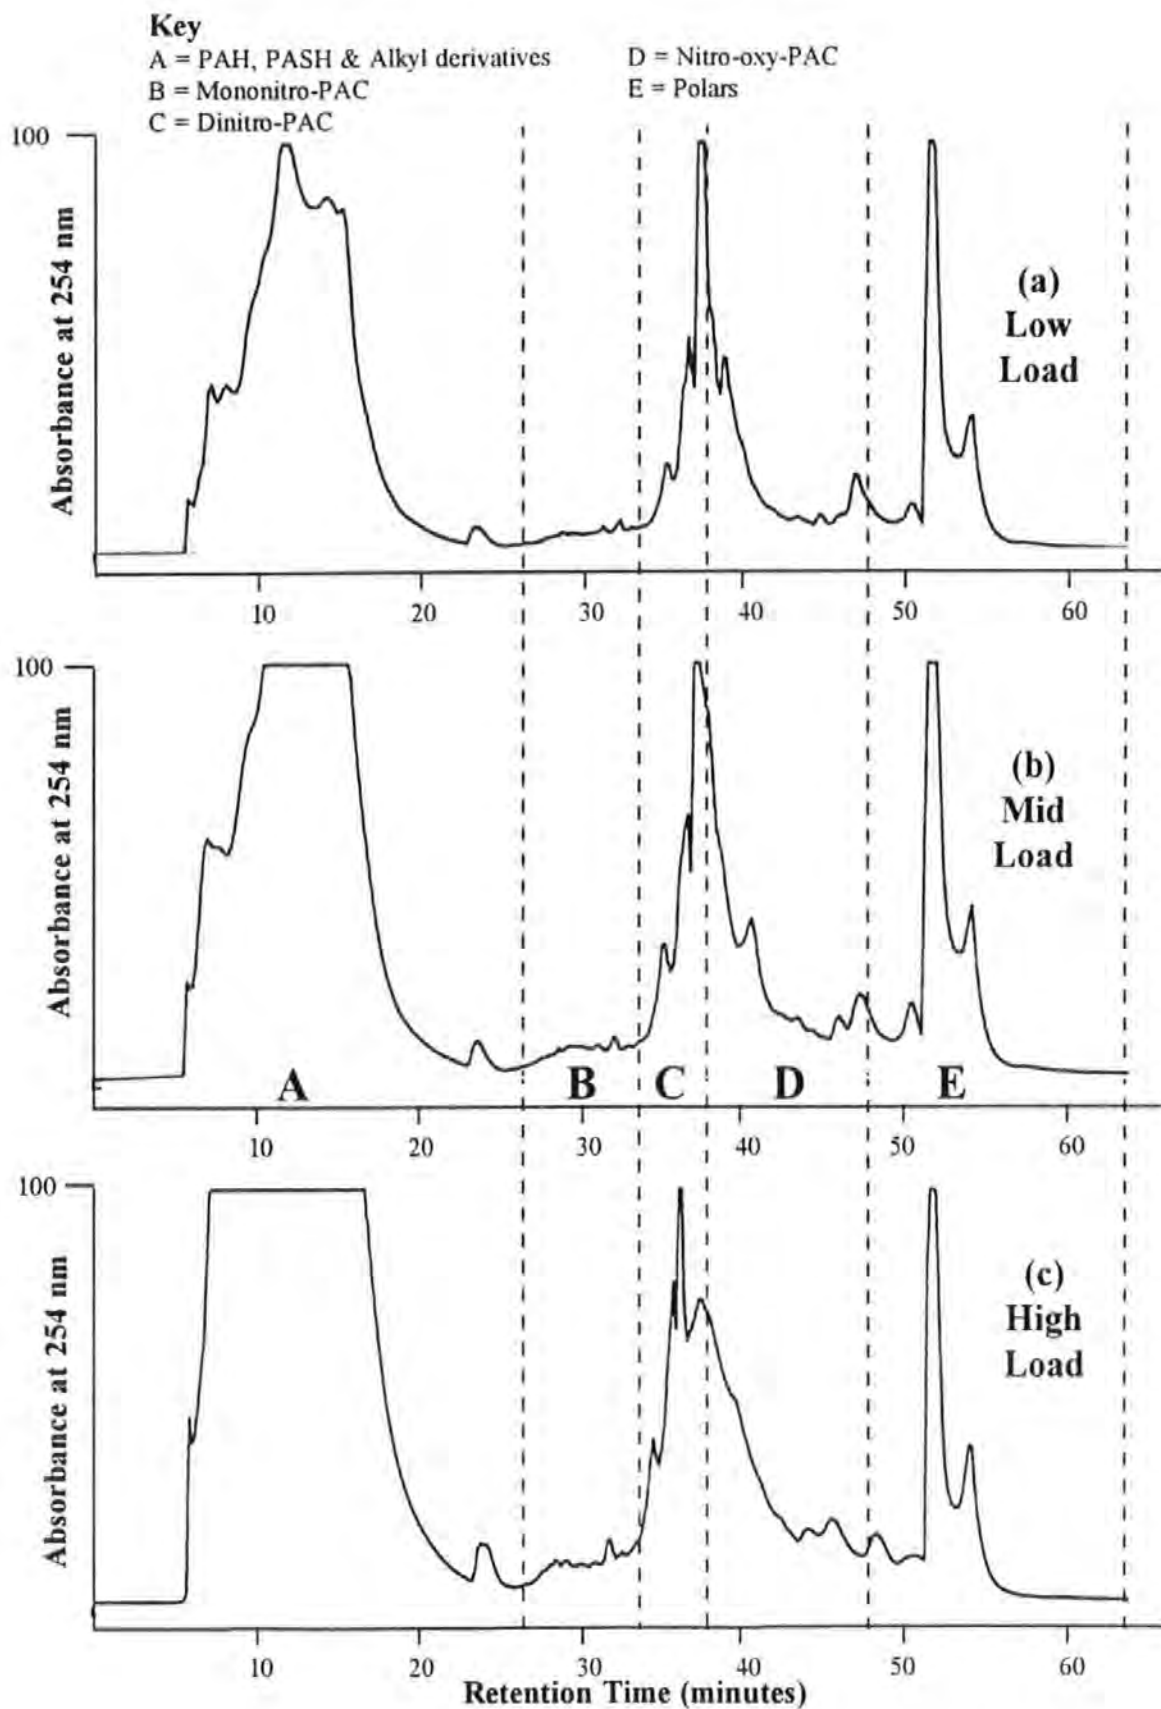 Key
A = PAH, PASH & Alkyl derivatives
B = Mononitro-PAC
C = Dinitro-PAC
D = Nitro-oxy-PAC
E = Polars
100
Absorbance at 254 nm
(a)
Low
Load
10 20 30 40 50 60
100
Absorbance at 254 nm
(b)
Mid
Load
A B C D E
10 20 30 40 50 60
100
Absorbance at 254 nm
(c)
High
Load
10 20 30 40 50 60
Retention Time (minutes)